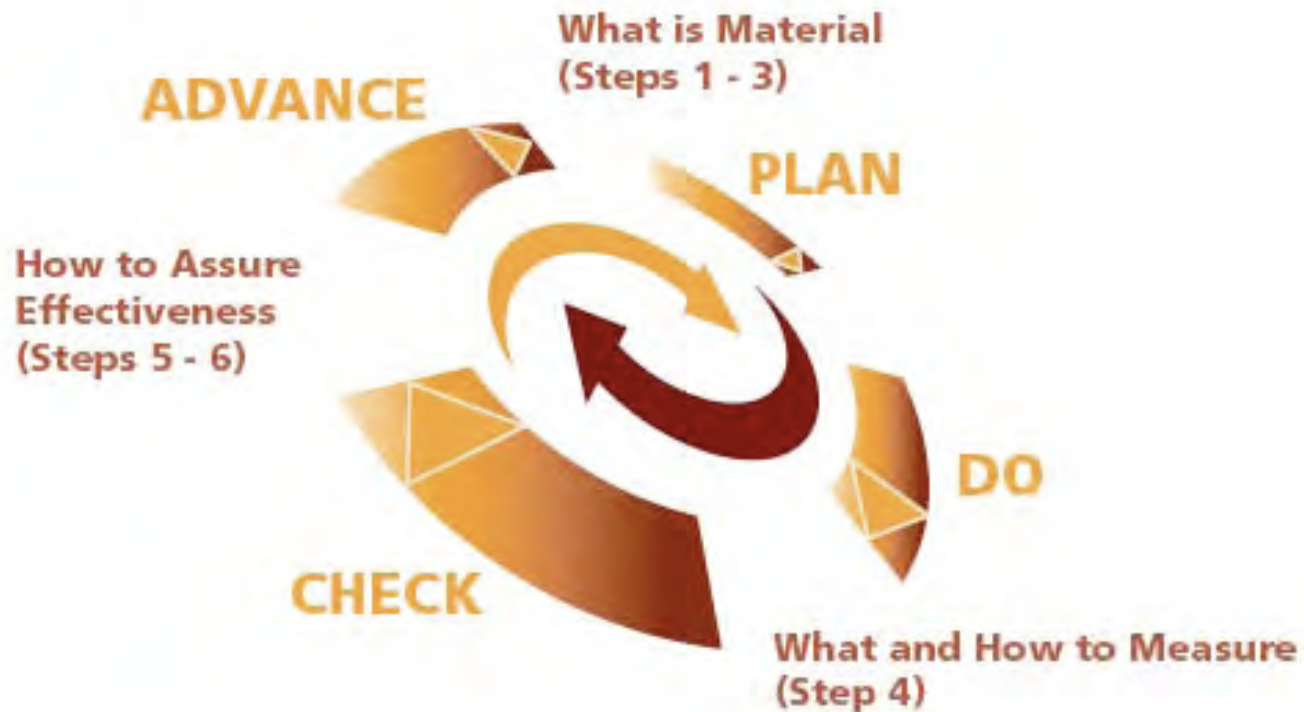 What is Material
(Steps 1 - 3)
ADVANCE
PLAN
How to Assure
Effectiveness
(Steps 5 - 6)
DO
CHECK
What and How to Measure
(Step 4)